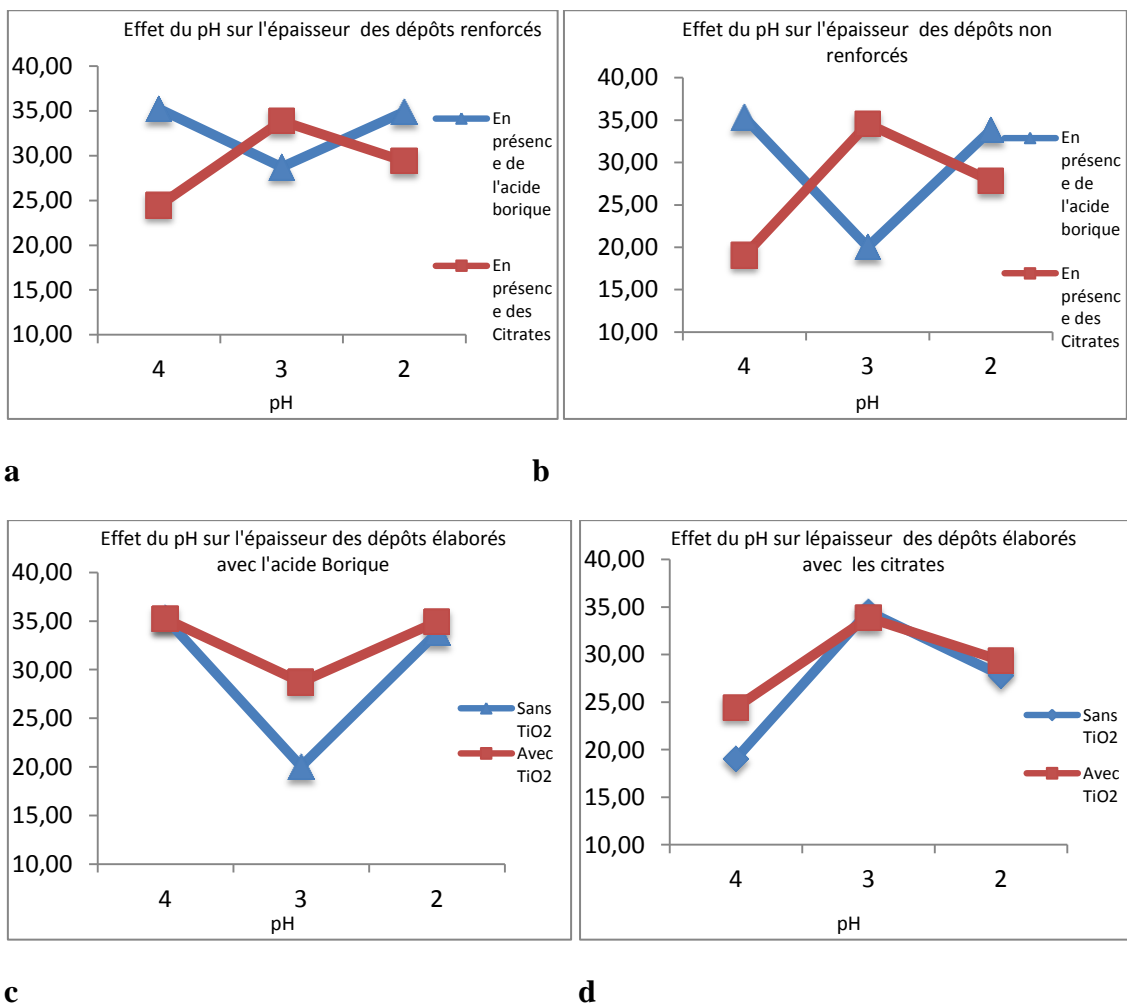 Effet du pH sur l'épaisseur des dépôts renforcés
40,00
35,00
30,00
25,00
20,00
15,00
10,00
4
3
2
pH
En
présenc
e de
l'acide
borique
En
présenc
e des
Citrates
a
Effet du pH sur l'épaisseur des dépôts non
renforcés
40,00
35,00
30,00
25,00
20,00
15,00
10,00
4
3
2
pH
En
présenc
e de
l'acide
borique
En
présenc
e des
Citrates
b
Effet du pH sur l'épaisseur des dépôts élaborés
avec l'acide Borique
40,00
35,00
30,00
25,00
20,00
15,00
10,00
4
3
2
pH
Sans
TiO2
Avec
TiO2
c
Effet du pH sur lépaisseur des dépôts élaborés
avec les citrates
40,00
35,00
30,00
25,00
20,00
15,00
10,00
4
3
2
pH
Sans
TiO2
Avec
TiO2
d